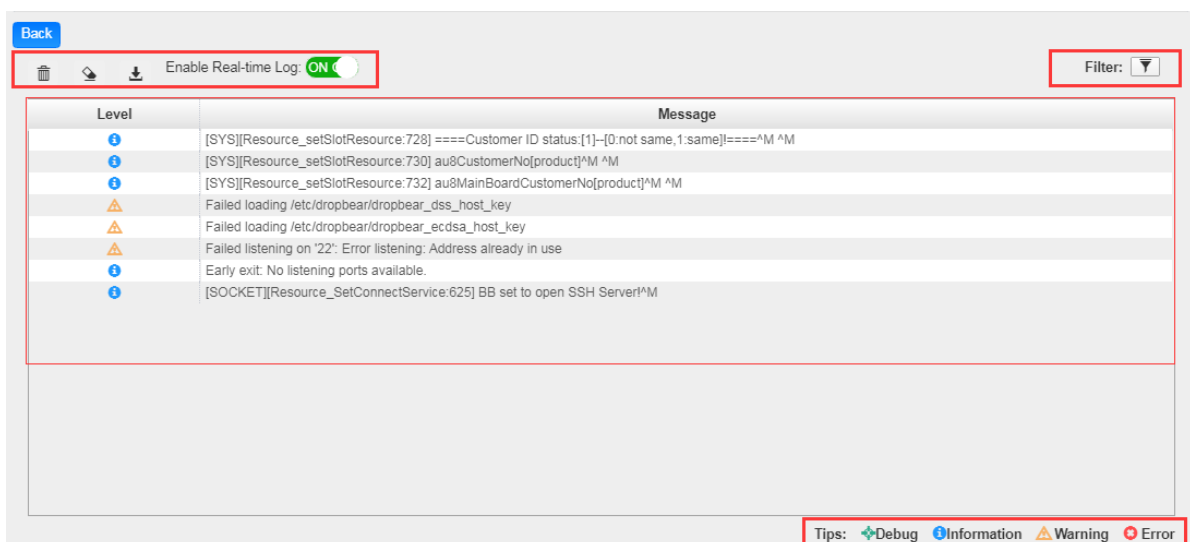 Back
Enable Real-time Log: ON
Filter:
Level Message
[SYS][Resource_setSlotResource:728] ====Customer ID status:[1]--[0:not same,1:same]!====^M ^M
[SYS][Resource_setSlotResource:730] au8CustomerNo[product]^M ^M
[SYS][Resource_setSlotResource:732] au8MainBoardCustomerNo[product]^M ^M
Failed loading /etc/dropbear/dropbear_dss_host_key
Failed loading /etc/dropbear/dropbear_ecdsa_host_key
Failed listening on '22': Error listening: Address already in use
Early exit: No listening ports available.
[SOCKET][Resource_SetConnectService:625] BB set to open SSH Server!^M
Tips: Debug Information Warning Error